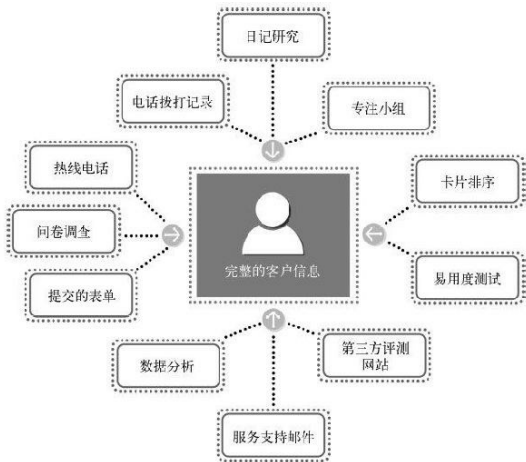 日记研究
电话拨打记录
专注小组
热线电话
卡片排序
问卷调查
完整的客户信息
提交的表单
易用度测试
数据分析
第三方评测
网站
服务支持邮件